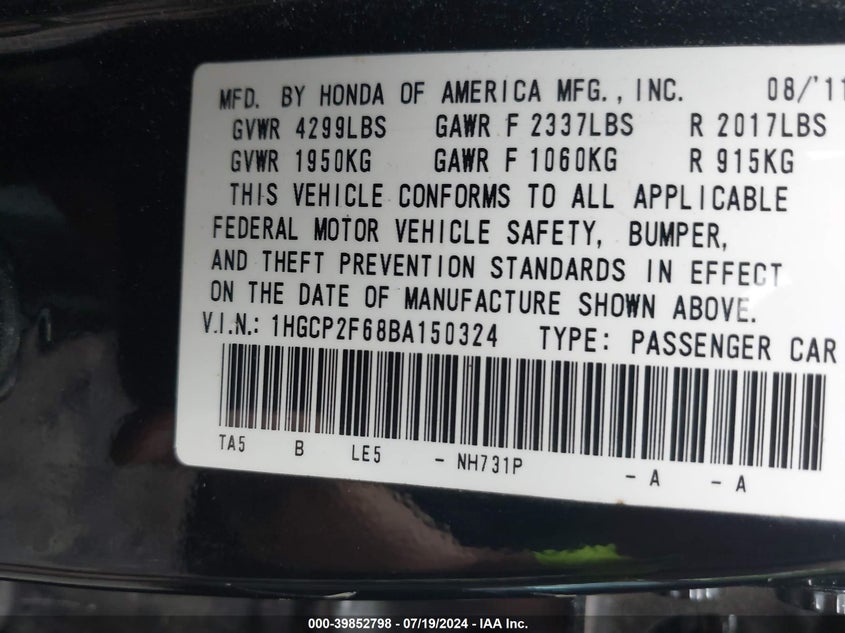 MFD. BY HONDA OF AMERICA MFG., INC. 08/'11
GVWR 4299LBS GAWR F 2337LBS R 2017LBS
GVWR 1950KG GAWR F 1060KG R 915KG
THIS VEHICLE CONFORMS TO ALL APPLICABLE
FEDERAL MOTOR VEHICLE SAFETY, BUMPER,
AND THEFT PREVENTION STANDARDS IN EFFECT
ON THE DATE OF MANUFACTURE SHOWN ABOVE.
V.I.N.: 1HGCP2F68BA150324 TYPE: PASSENGER CAR
TA5 B LE5 - NH731P - A - A
000-39852798 - 07/19/2024 - IAA Inc.